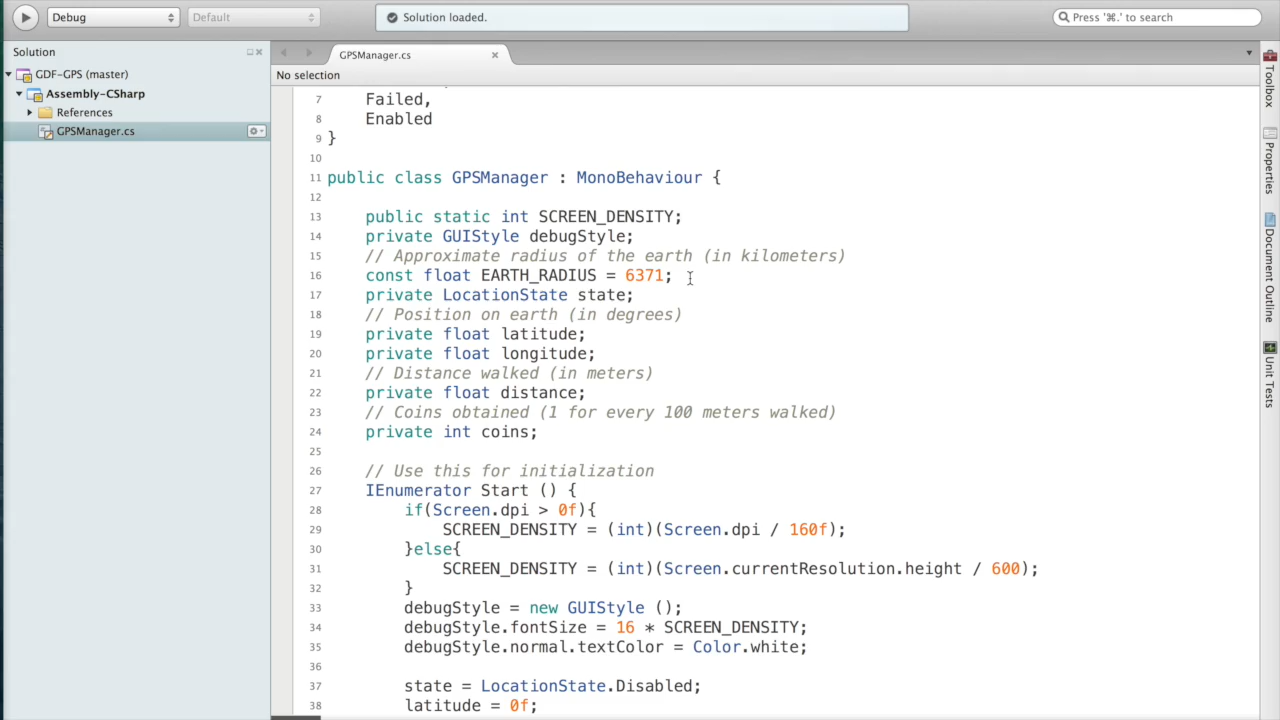 Debug
Default
Solution loaded.
Press '⌘.' to search
Solution
GPSManager.cs
No selection
GDF-GPS (master)
Assembly-CSharp
References
GPSManager.cs
7 Failed,
8 Enabled
9 }
10
11 public class GPSManager : MonoBehaviour {
12
13 public static int SCREEN_DENSITY;
14 private GUIStyle debugStyle;
15 // Approximate radius of the earth (in kilometers)
16 const float EARTH_RADIUS = 6371;
17 private LocationState state;
18 // Position on earth (in degrees)
19 private float latitude;
20 private float longitude;
21 // Distance walked (in meters)
22 private float distance;
23 // Coins obtained (1 for every 100 meters walked)
24 private int coins;
25
26 // Use this for initialization
27 IEnumerator Start () {
28 if(Screen.dpi > 0f){
29 SCREEN_DENSITY = (int)(Screen.dpi / 160f);
30 }else{
31 SCREEN_DENSITY = (int)(Screen.currentResolution.height / 600);
32 }
33 debugStyle = new GUIStyle ();
34 debugStyle.fontSize = 16 * SCREEN_DENSITY;
35 debugStyle.normal.textColor = Color.white;
36
37 state = LocationState.Disabled;
38 latitude = 0f;
Toolbox
Properties
Document Outline
Unit Tests